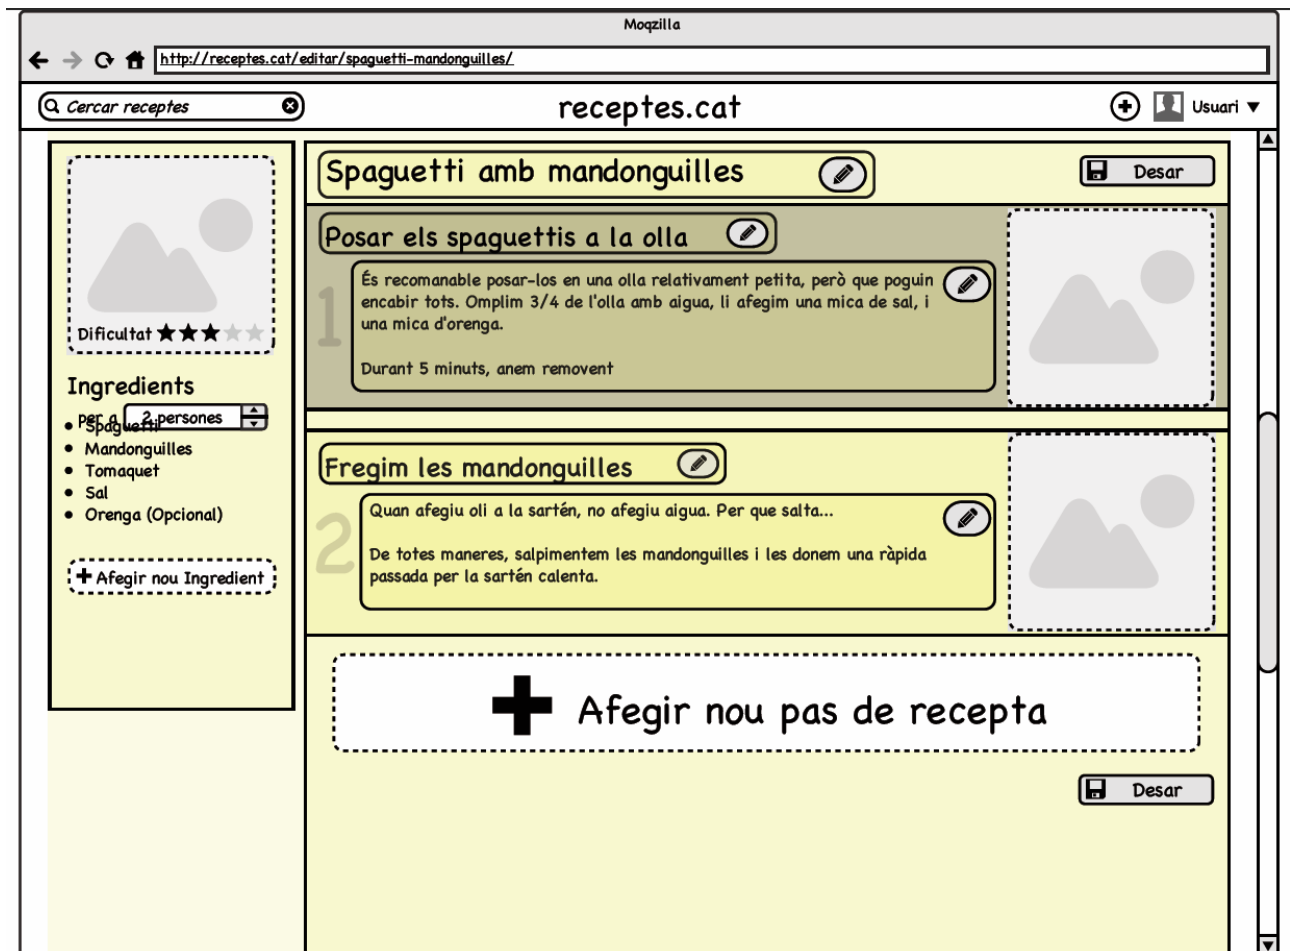 Moqzilla
http://receptes.cat/editar/spaguetti-mandonguilles/
Cercar receptes
receptes.cat
Usuari
Dificultat
Ingredients
per a 2 persones
Spaguetti
Mandonguilles
Tomaquet
Sal
Orenga (Opcional)
Afegir nou Ingredient
Spaguetti amb mandonguilles
Desar
Posar els spaguettis a la olla
1
És recomanable posar-los en una olla relativament petita, però que poguin
encabir tots. Omplim 3/4 de l'olla amb aigua, li afegim una mica de sal, i
una mica d'orenga.
Durant 5 minuts, anem removent
Fregim les mandonguilles
2
Quan afegiu oli a la sartén, no afegiu aigua. Per que salta...
De totes maneres, salpimentem les mandonguilles i les donem una ràpida
passada per la sartén calenta.
Afegir nou pas de recepta
Desar